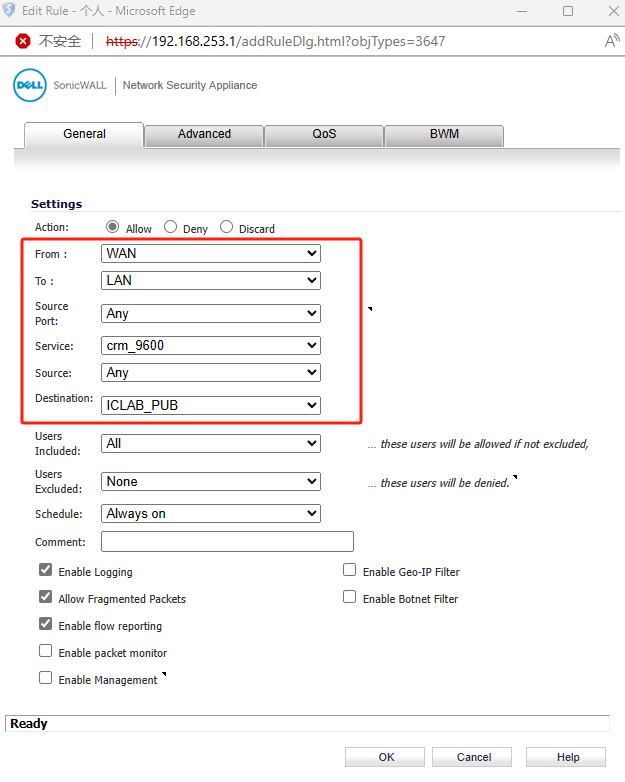 Edit Rule - 个人 - Microsoft Edge
不安全 https://192.168.253.1/addRuleDlg.html?objTypes=3647 A
DELL SonicWALL Network Security Appliance
General Advanced QoS BWM
Settings
Action: Allow Deny Discard
From : WAN
To : LAN
Source
Port: Any
Service: crm_9600
Source: Any
Destination: ICLAB_PUB
Users
Included: All ... these users will be allowed if not excluded,
Users
Excluded: None ... these users will be denied.
Schedule: Always on
Comment:
Enable Logging Enable Geo-IP Filter
Allow Fragmented Packets Enable Botnet Filter
Enable flow reporting
Enable packet monitor
Enable Management
Ready
OK Cancel Help